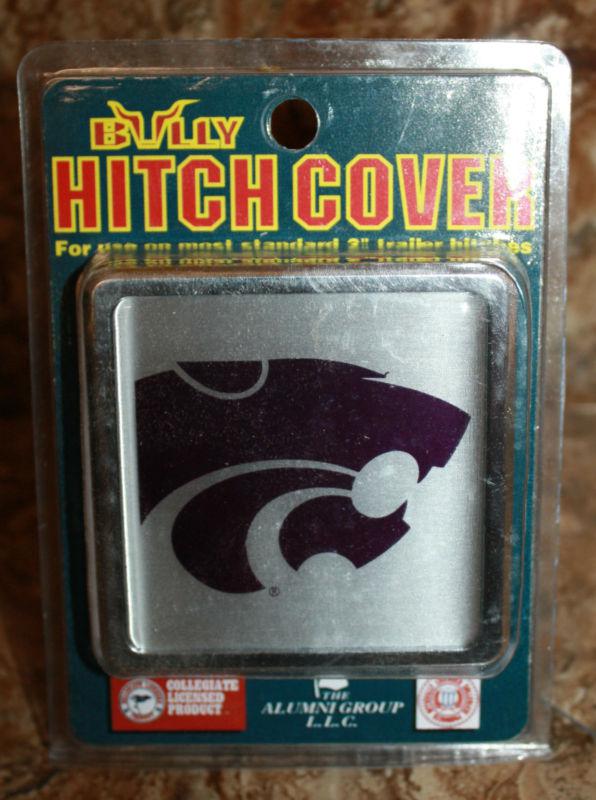 BULLY
HITCH COVER
For use on most standard 2" trailer hitches
®
COLLEGIATE
LICENSED
PRODUCT
THE
ALUMNI GROUP
L.L.C.